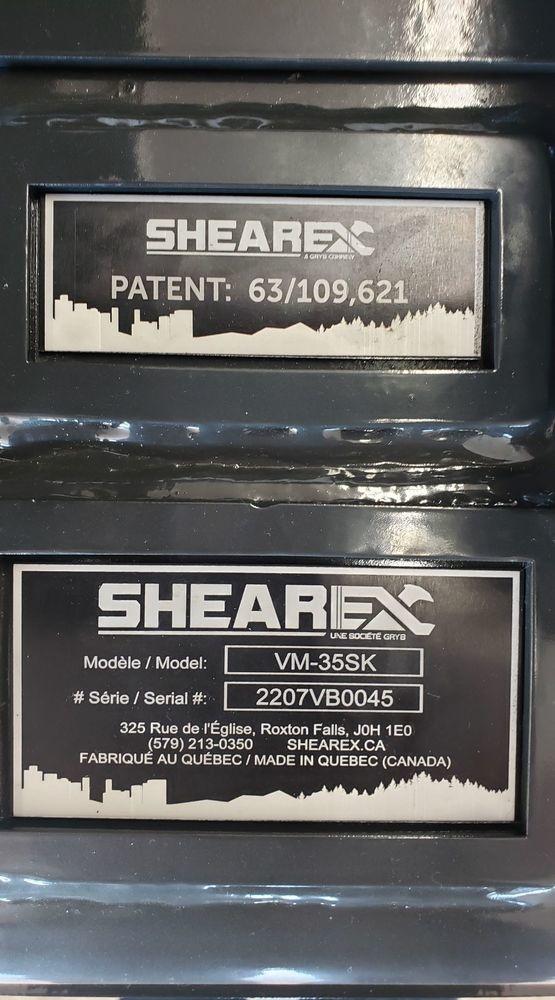 SHEAREX
A GRYB COMPANY
PATENT: 63/109,621
SHEAREX
UNE SOCIÉTÉ GRYB
Modèle / Model: VM-35SK
# Série / Serial #: 2207VB0045
325 Rue de l'Église, Roxton Falls, J0H 1E0
(579) 213-0350 SHEAREX.CA
FABRIQUÉ AU QUÉBEC / MADE IN QUEBEC (CANADA)